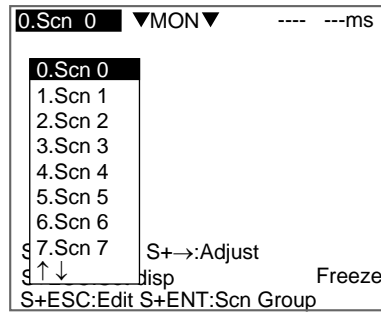 0.Scn 0 ▼MON▼ ---- ---ms
0.Scn 0
1.Scn 1
2.Scn 2
3.Scn 3
4.Scn 4
5.Scn 5
6.Scn 6
7.Scn 7
↑↓
S+→:Adjust
disp Freeze
S+ESC:Edit S+ENT:Scn Group